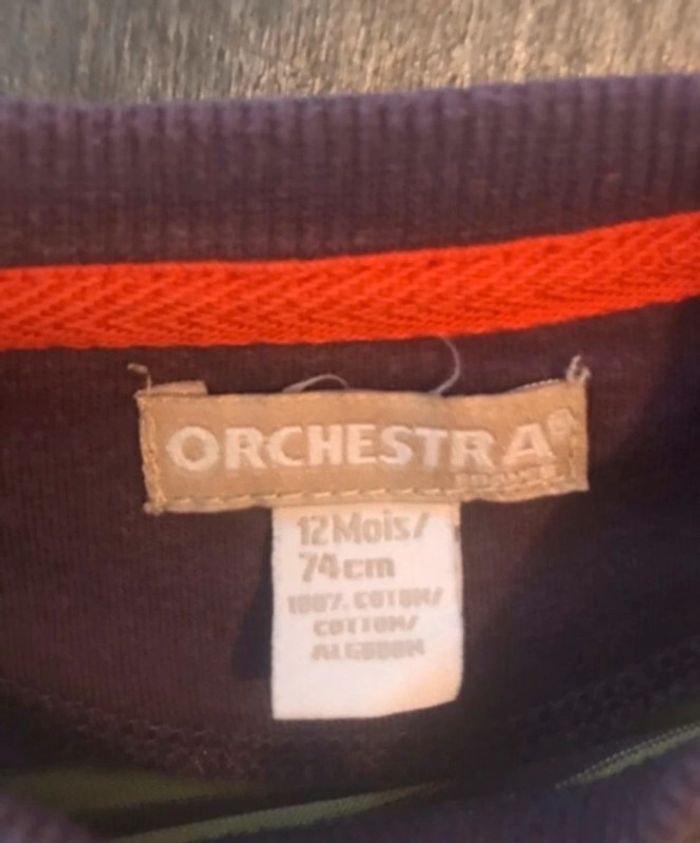 ORCHESTRA
12 Mois/
74cm
100% COTON/
COTTON/
ALGODON